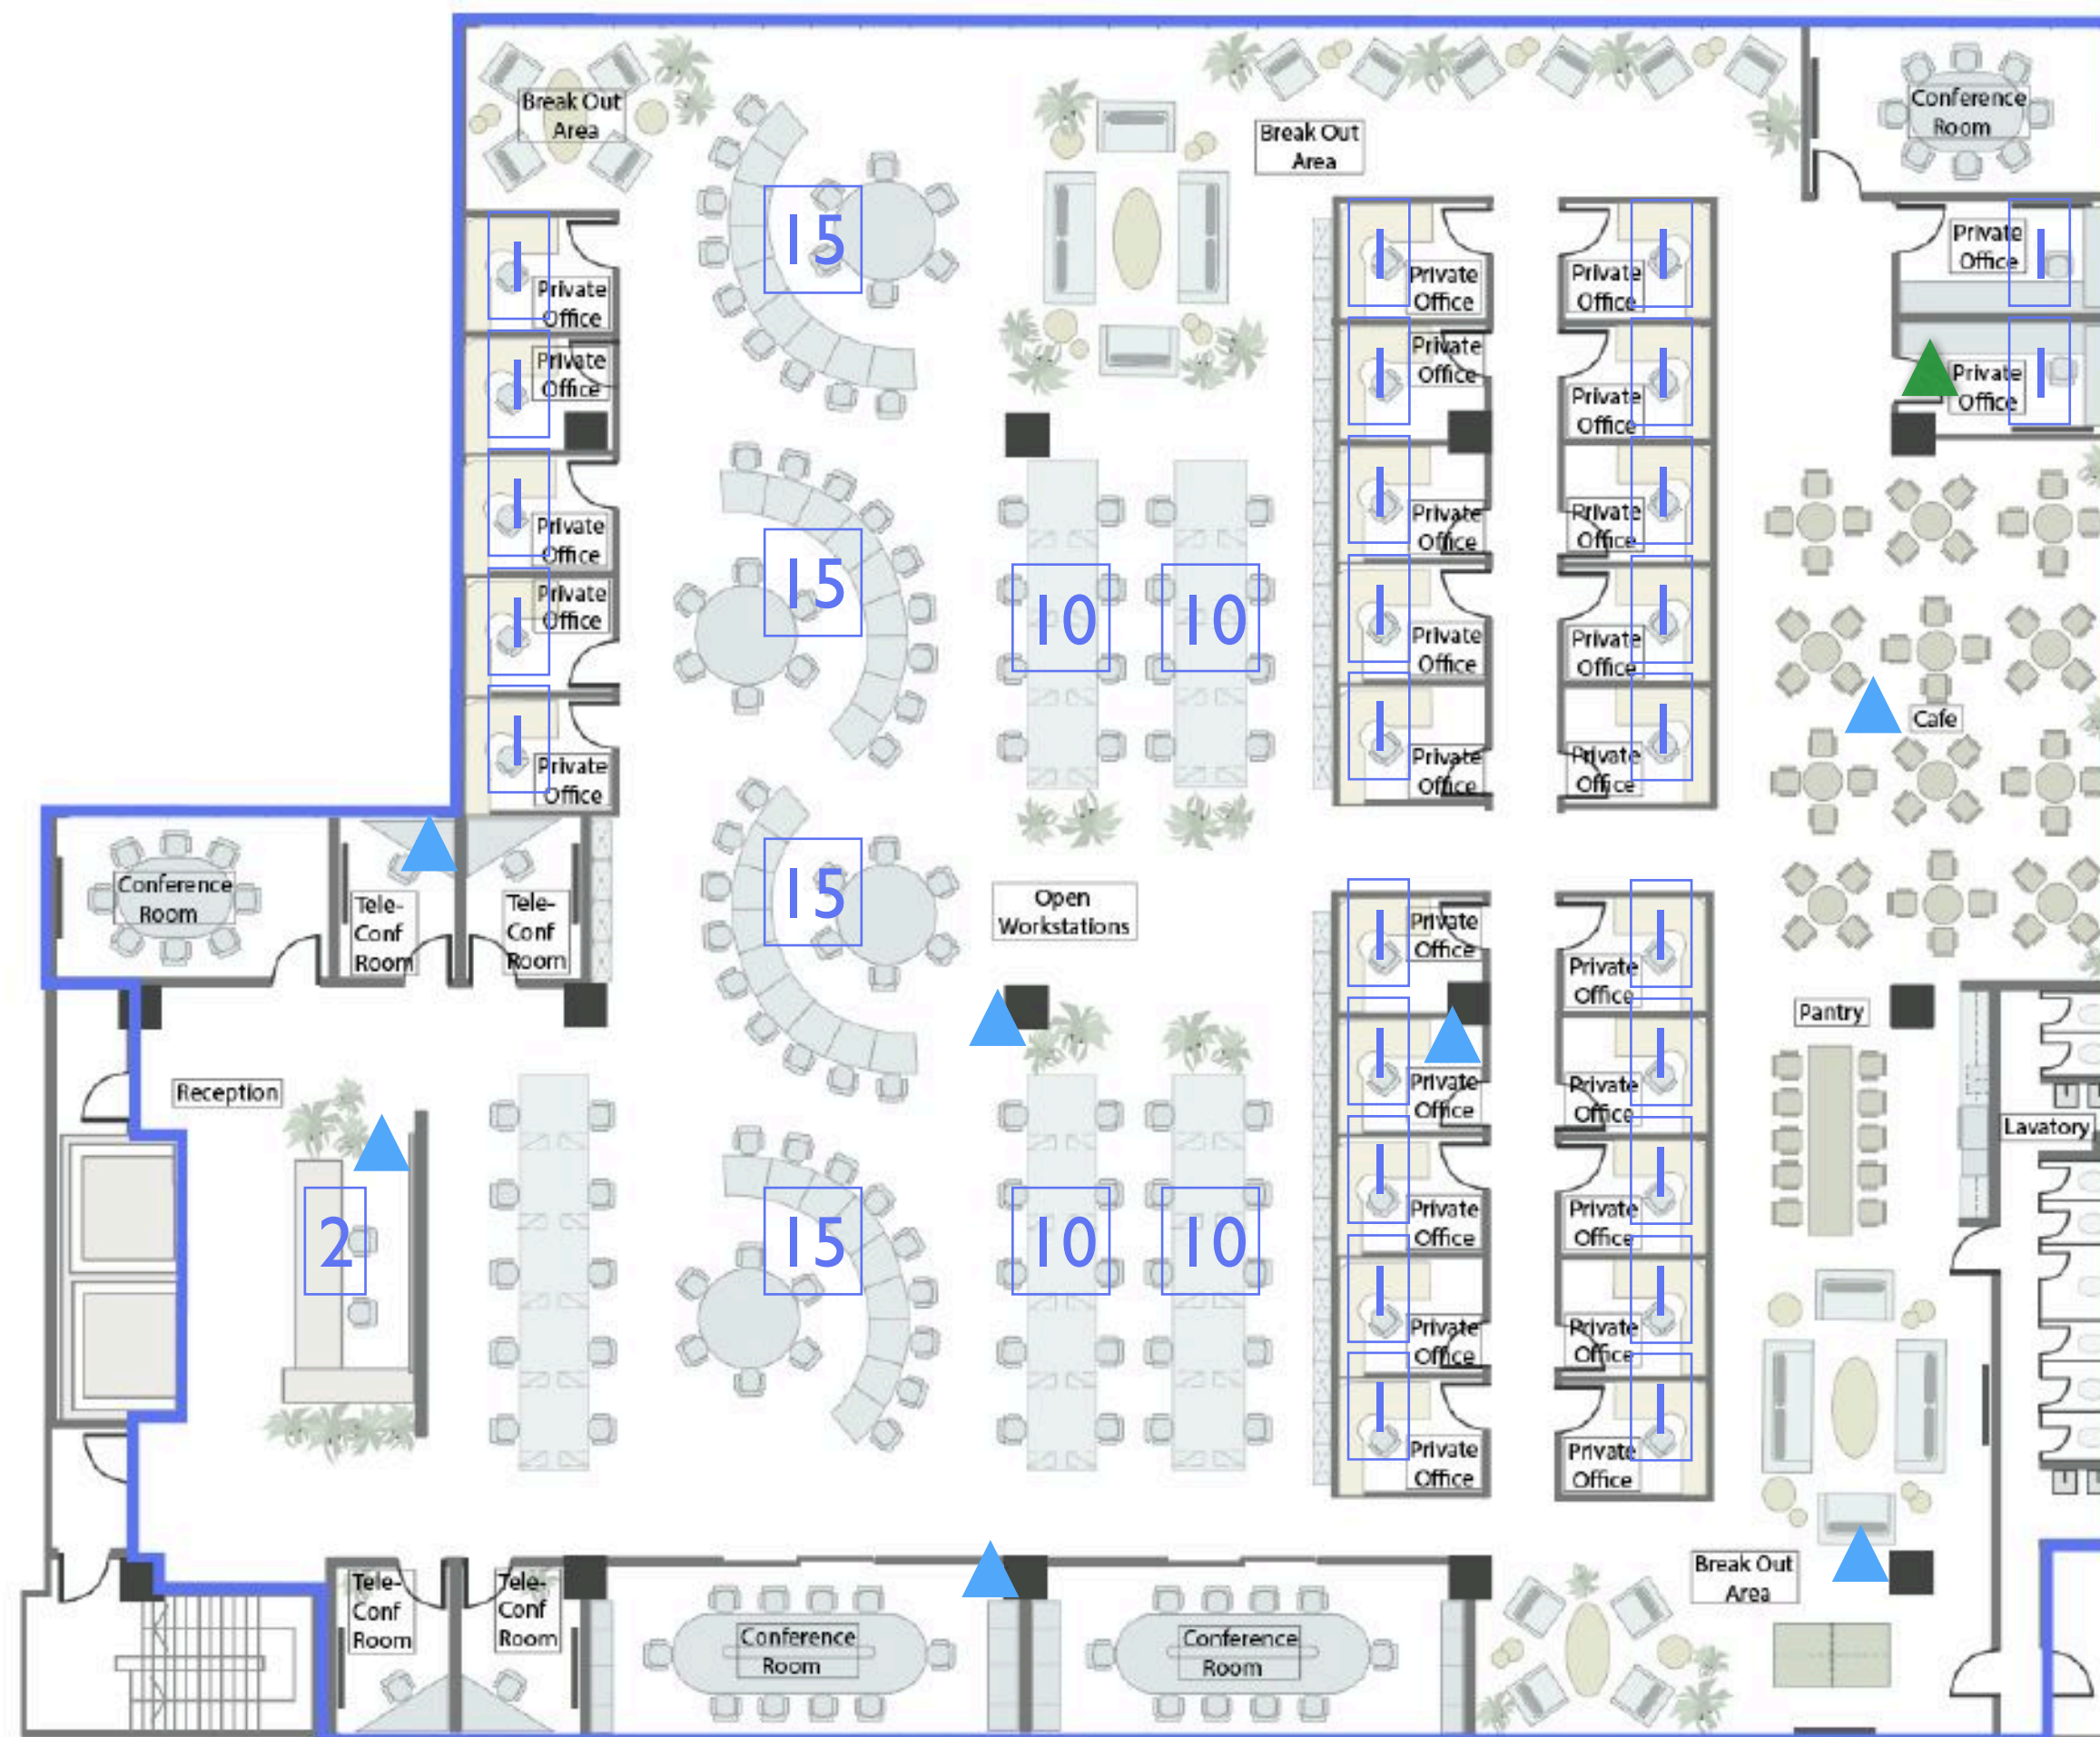 Break Out
Area
Break Out
Area
Conference
Room
15
1
Private
Office
1
Private
Office
1
Private
Office
1
Private
Office
1
Private
Office
1
Private
Office
1
Private
Office
1
Private
Office
1
Private
Office
1
Private
Office
1
Private
Office
1
Private
Office
1
Private
Office
15
10
10
1
Private
Office
1
Private
Office
1
Private
Office
1
Private
Office
Cafe
Conference
Room
Tele-
Conf
Room
Tele-
Conf
Room
15
Open
Workstations
1
Private
Office
1
Private
Office
1
Private
Office
1
Private
Office
Pantry
Reception
Lavatory
2
15
10
10
1
Private
Office
1
Private
Office
1
Private
Office
1
Private
Office
1
Private
Office
1
Private
Office
Tele-
Conf
Room
Tele-
Conf
Room
Conference
Room
Conference
Room
Break Out
Area